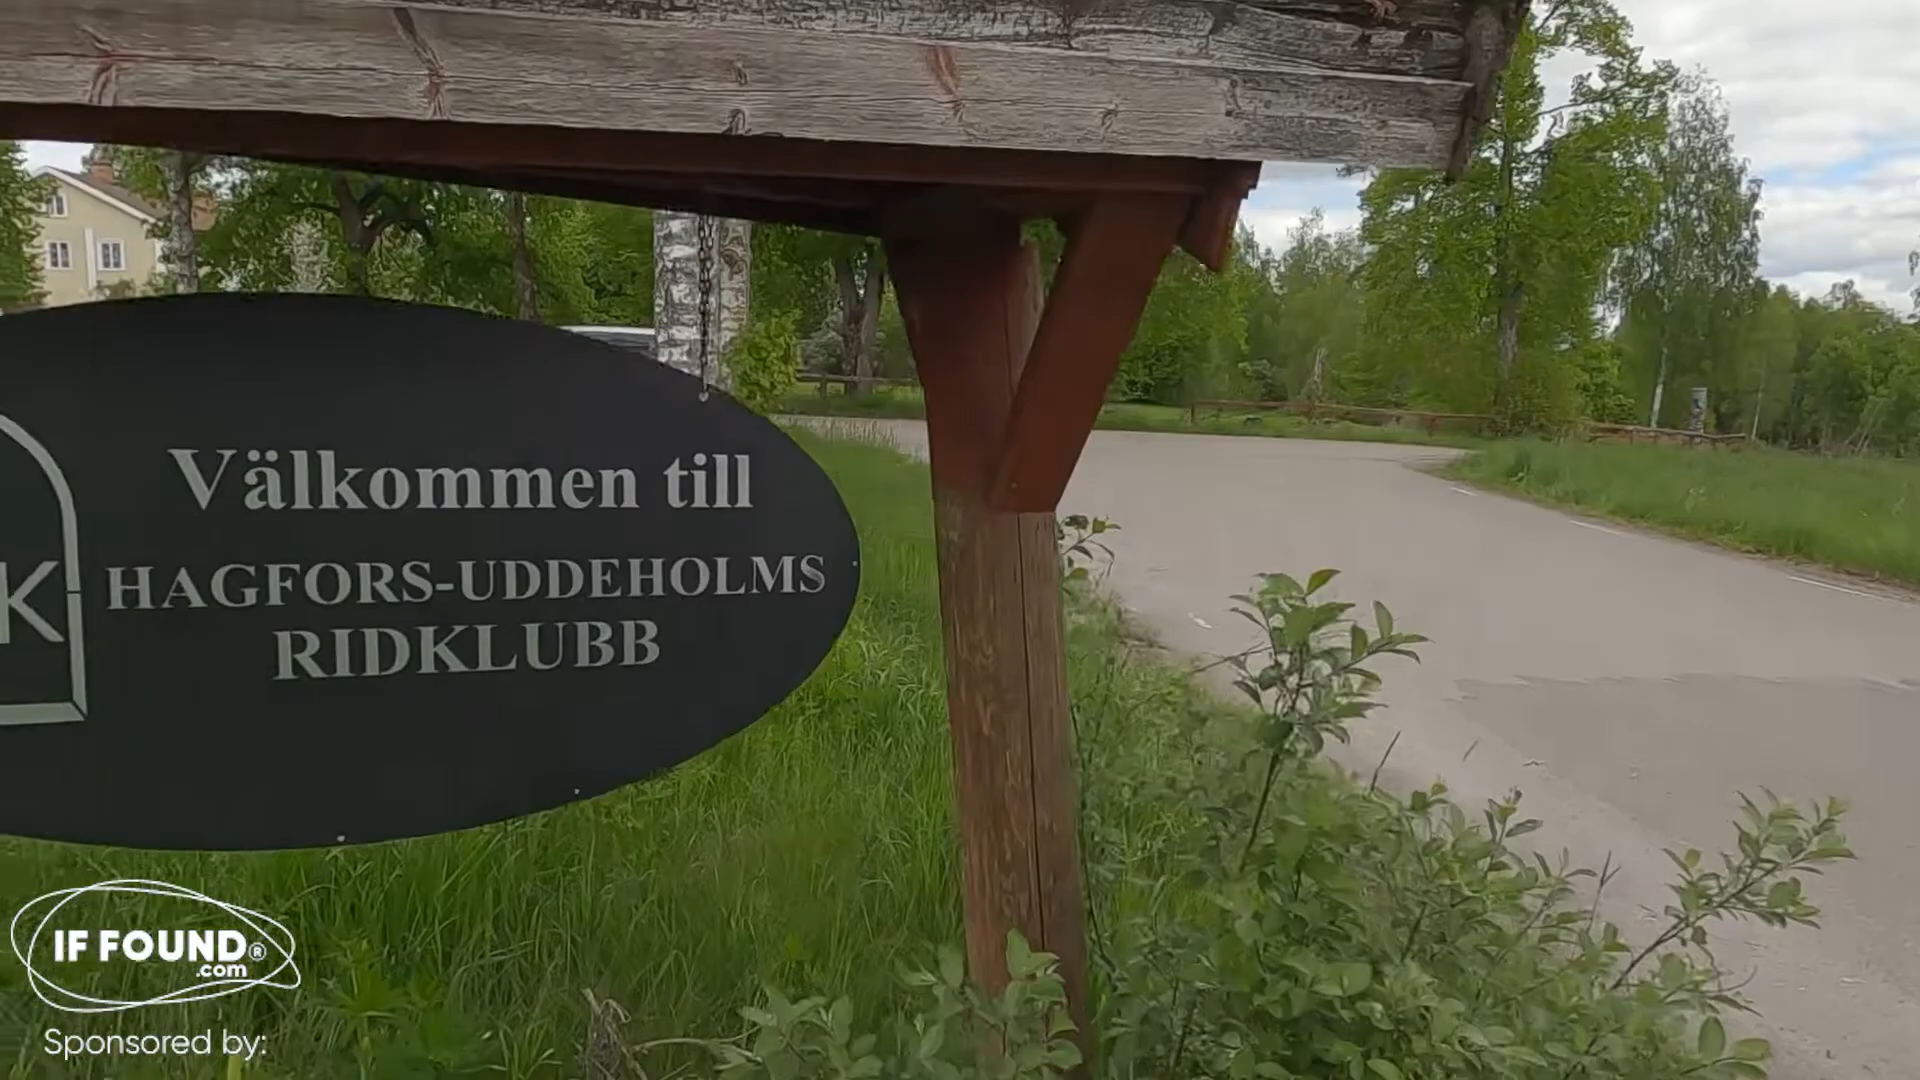 Välkommen till
K HAGFORS-UDDEHOLMS
RIDKLUBB
IF FOUND®
.com
Sponsored by: